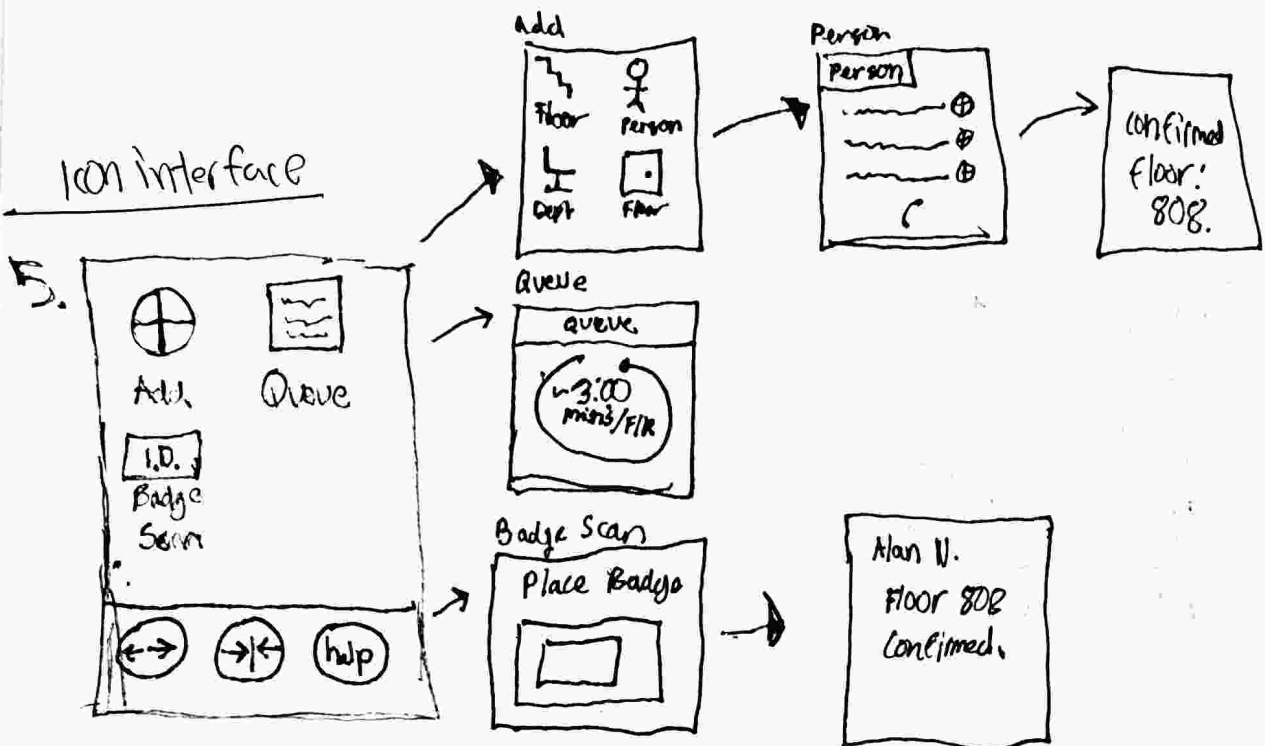 Icon interface
5.
Add
Queue
I.D.
Badge
Scan
help
Add
Floor
Person
Dept
Floor
Person
Person
Confirmed
Floor:
808.
Queue
Queue
~3:00
Badge Scan
Place Badge
Alan N.
Floor 808
Confirmed.